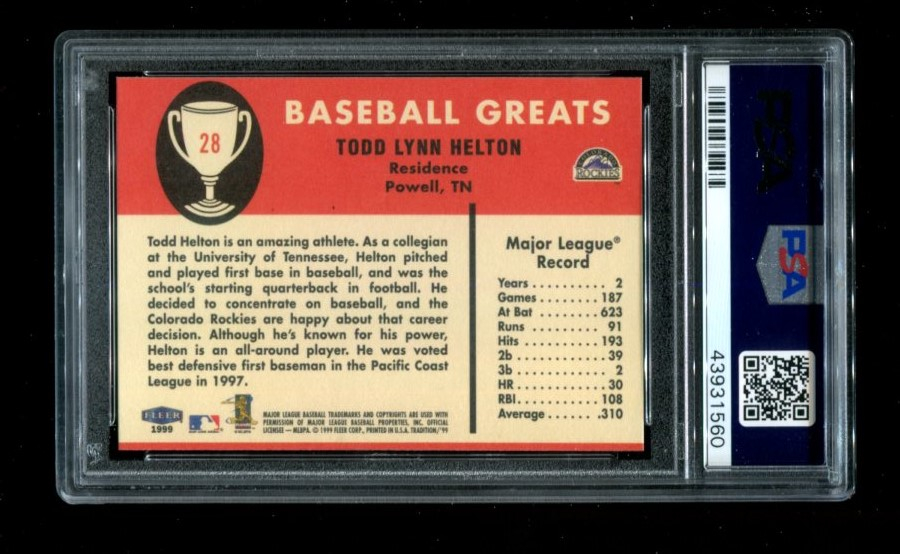 28
BASEBALL GREATS
TODD LYNN HELTON
Residence
Powell, TN
ROCKIES
Todd Helton is an amazing athlete. As a collegian
at the University of Tennessee, Helton pitched
and played first base in baseball, and was the
school's starting quarterback in football. He
decided to concentrate on baseball, and the
Colorado Rockies are happy about that career
decision. Although he's known for his power,
Helton is an all-around player. He was voted
best defensive first baseman in the Pacific Coast
League in 1997.
Major League®
Record
Years . . . . . . . . . . 2
Games . . . . . . . . 187
At Bat . . . . . . . . 623
Runs . . . . . . . . . 91
Hits . . . . . . . . . . 193
2b . . . . . . . . . . . 39
3b . . . . . . . . . . . . 2
HR . . . . . . . . . . . 30
RBI . . . . . . . . . . 108
Average . . . . . . .310
FLEER
1999
MAJOR LEAGUE BASEBALL TRADEMARKS AND COPYRIGHTS ARE USED WITH
PERMISSION OF MAJOR LEAGUE BASEBALL PROPERTIES, INC. OFFICIAL
LICENSEE — MLBPA. © 1999 FLEER CORP., PRINTED IN U.S.A. TRADITION/'99
PSA
PSA
43931560